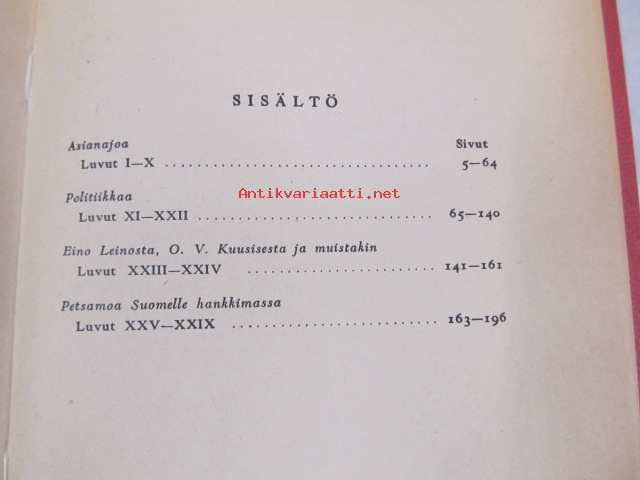 SISÄLTÖ
Asianajoa Sivut
Luvut I—X ........................... 5—64
Politiikkaa
Antikvariaatti.net
Luvut XI—XXII ........................ 65—140
Eino Leinosta, O. V. Kuusisesta ja muistakin
Luvut XXIII—XXIV ................... 141—161
Petsamoa Suomelle hankkimassa
Luvut XXV—XXIX ..................... 163—196